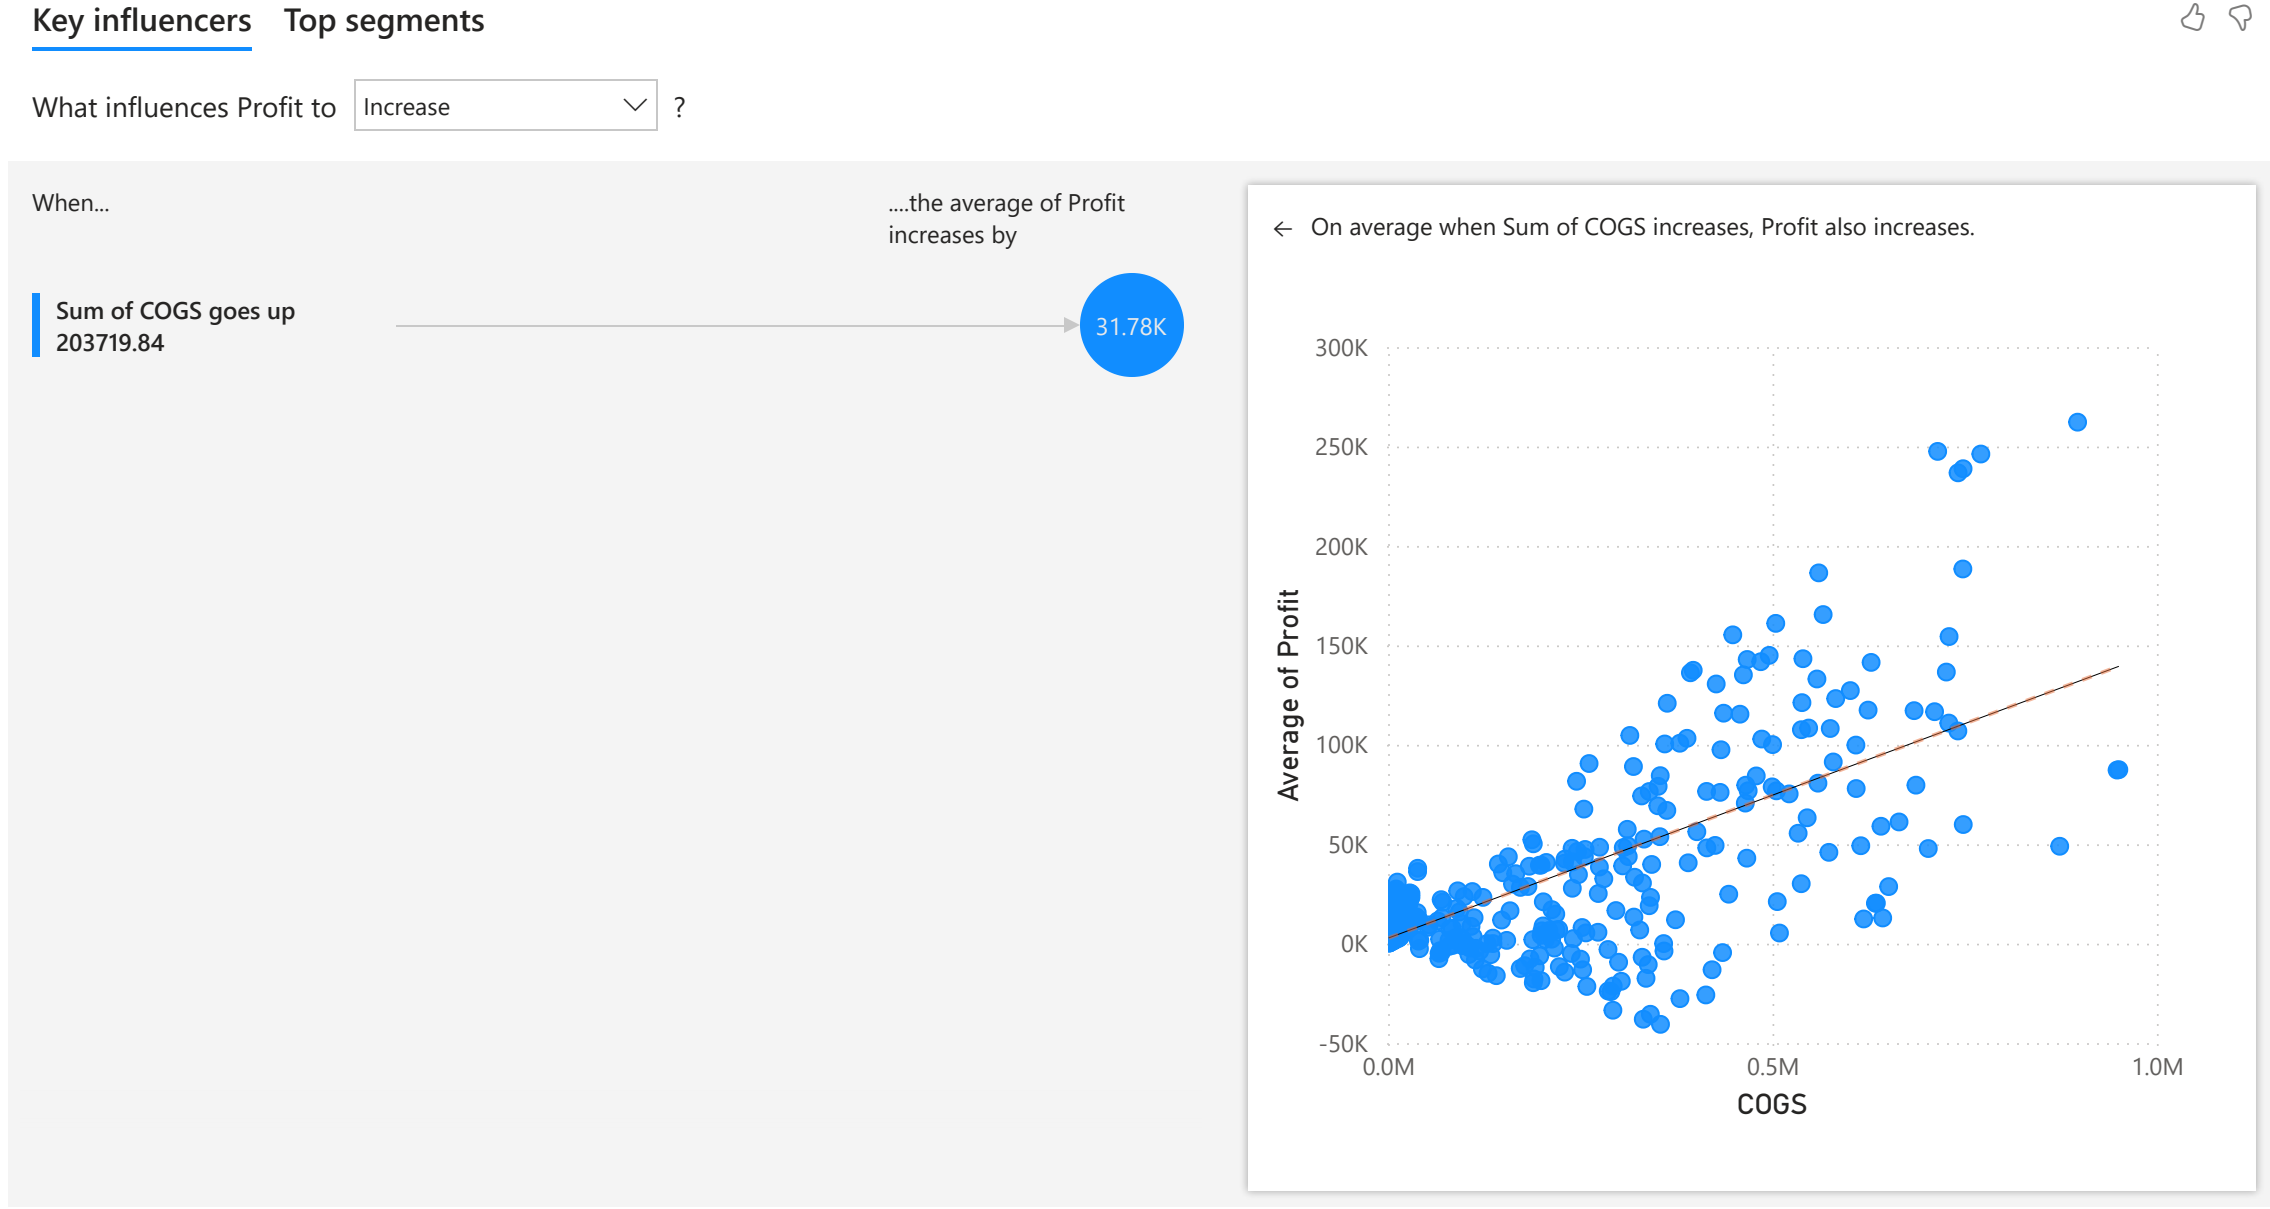 Key influencers
Top segments
What influences Profit to
Increase
?
When...
....the average of Profit
increases by
Sum of COGS goes up
203719.84
31.78K
On average when Sum of COGS increases, Profit also increases.
300K
250K
200K
150K
100K
50K
0K
-50K
Average of Profit
0.0M
0.5M
1.0M
COGS